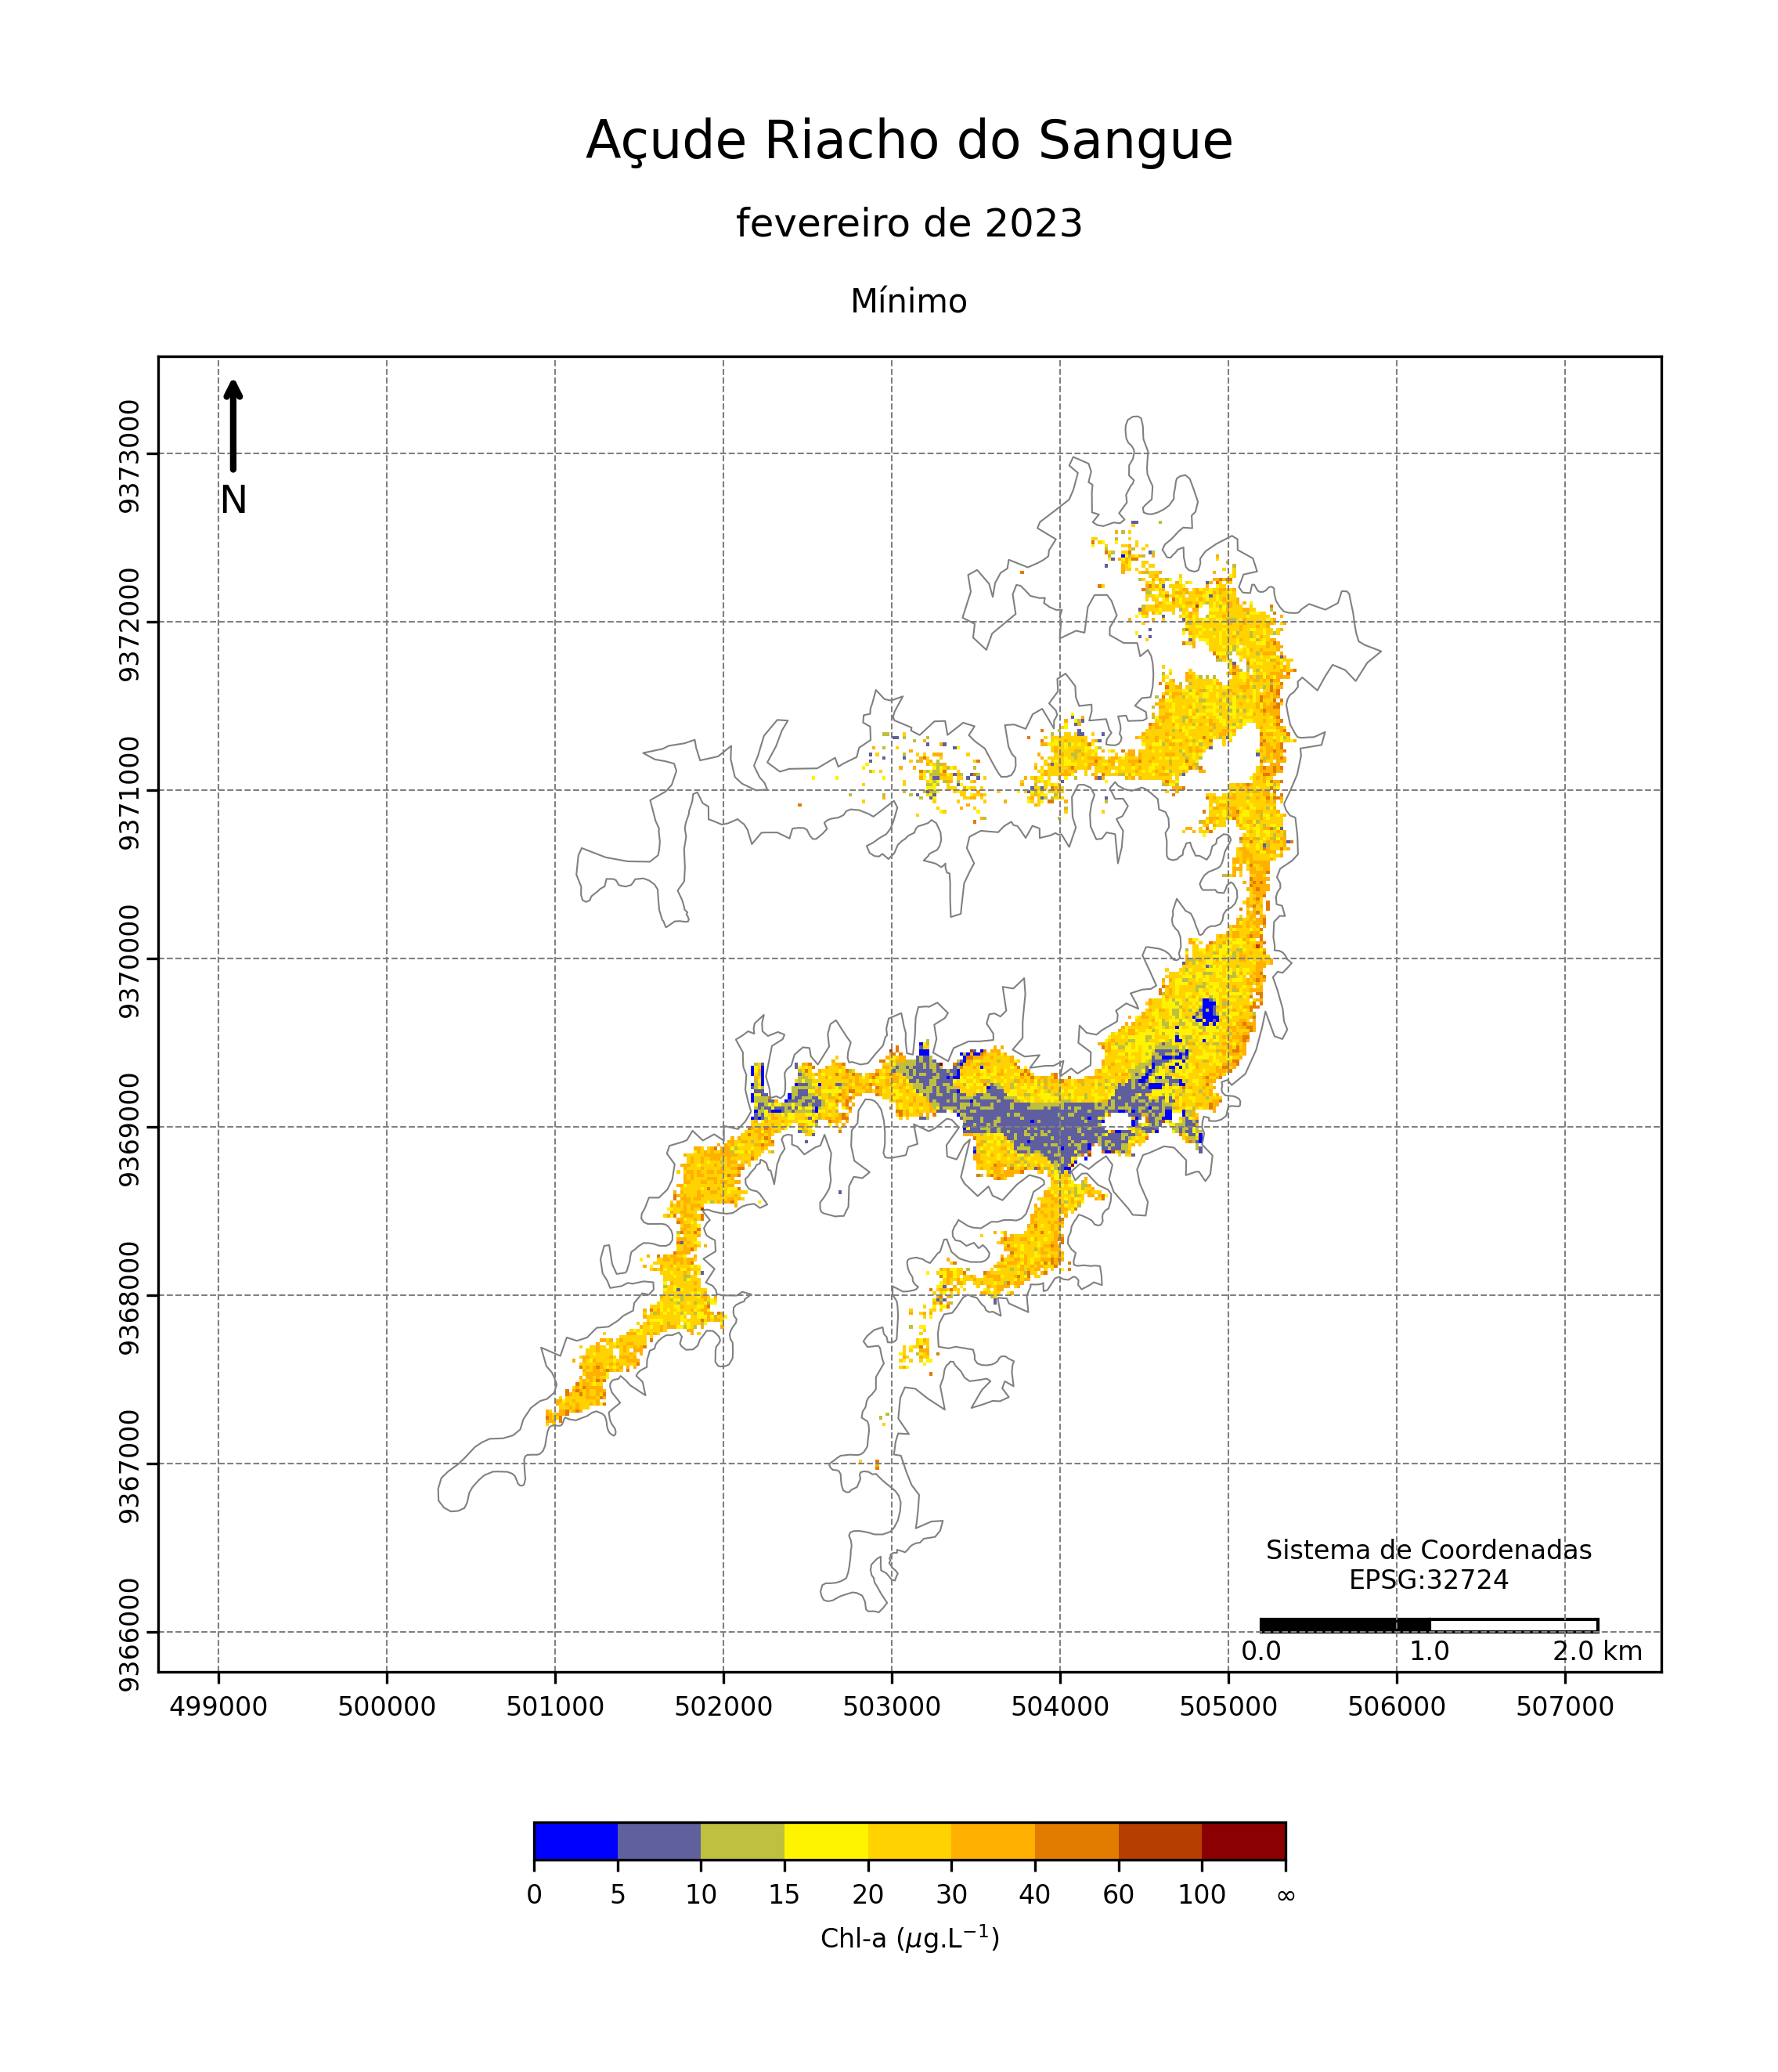 Açude Riacho do Sangue
fevereiro de 2023
Mínimo
N
9373000
9372000
9371000
9370000
9369000
9368000
9367000
9366000
Sistema de Coordenadas
EPSG:32724
0.0 1.0 2.0 km
499000 500000 501000 502000 503000 504000 505000 506000 507000
0 5 10 15 20 30 40 60 100 ∞
Chl-a (μg.L⁻¹)